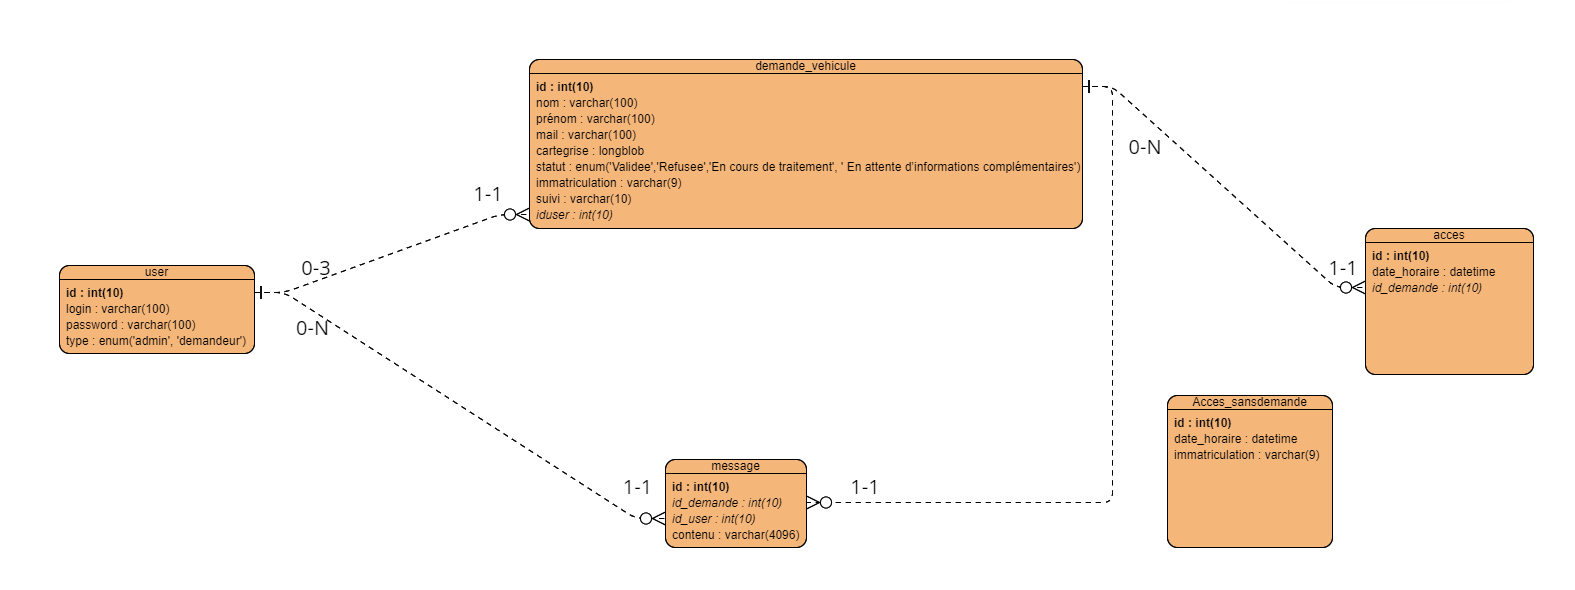 demande_vehicule
id : int(10)
nom : varchar(100)
prénom : varchar(100)
mail : varchar(100)
cartegrise : longblob
statut : enum('Validee','Refusee','En cours de traitement', ' En attente d'informations complémentaires')
immatriculation : varchar(9)
suivi : varchar(10)
iduser : int(10)
0-N
1-1
acces
id : int(10)
date_horaire : datetime
id_demande : int(10)
1-1
0-3
user
id : int(10)
login : varchar(100)
password : varchar(100)
type : enum('admin', 'demandeur')
0-N
Acces_sansdemande
id : int(10)
date_horaire : datetime
immatriculation : varchar(9)
message
id : int(10)
id_demande : int(10)
id_user : int(10)
contenu : varchar(4096)
1-1
1-1